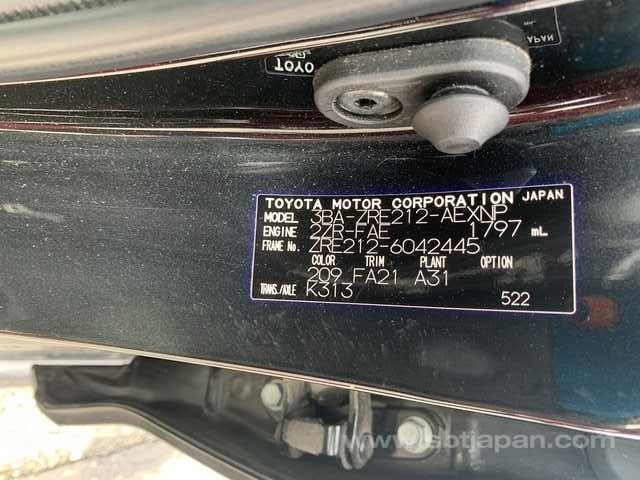 TOYO
JAPAN
TOYOTA MOTOR CORPORATION JAPAN
MODEL 3BA-ZRE212-AEXNP
ENGINE 2ZR-FAE 1797 mL
FRAME No. ZRE212-6042445
COLOR TRIM PLANT OPTION
209 FA21 A31
TRANS./AXLE K313
522
www.sbtjapan.com